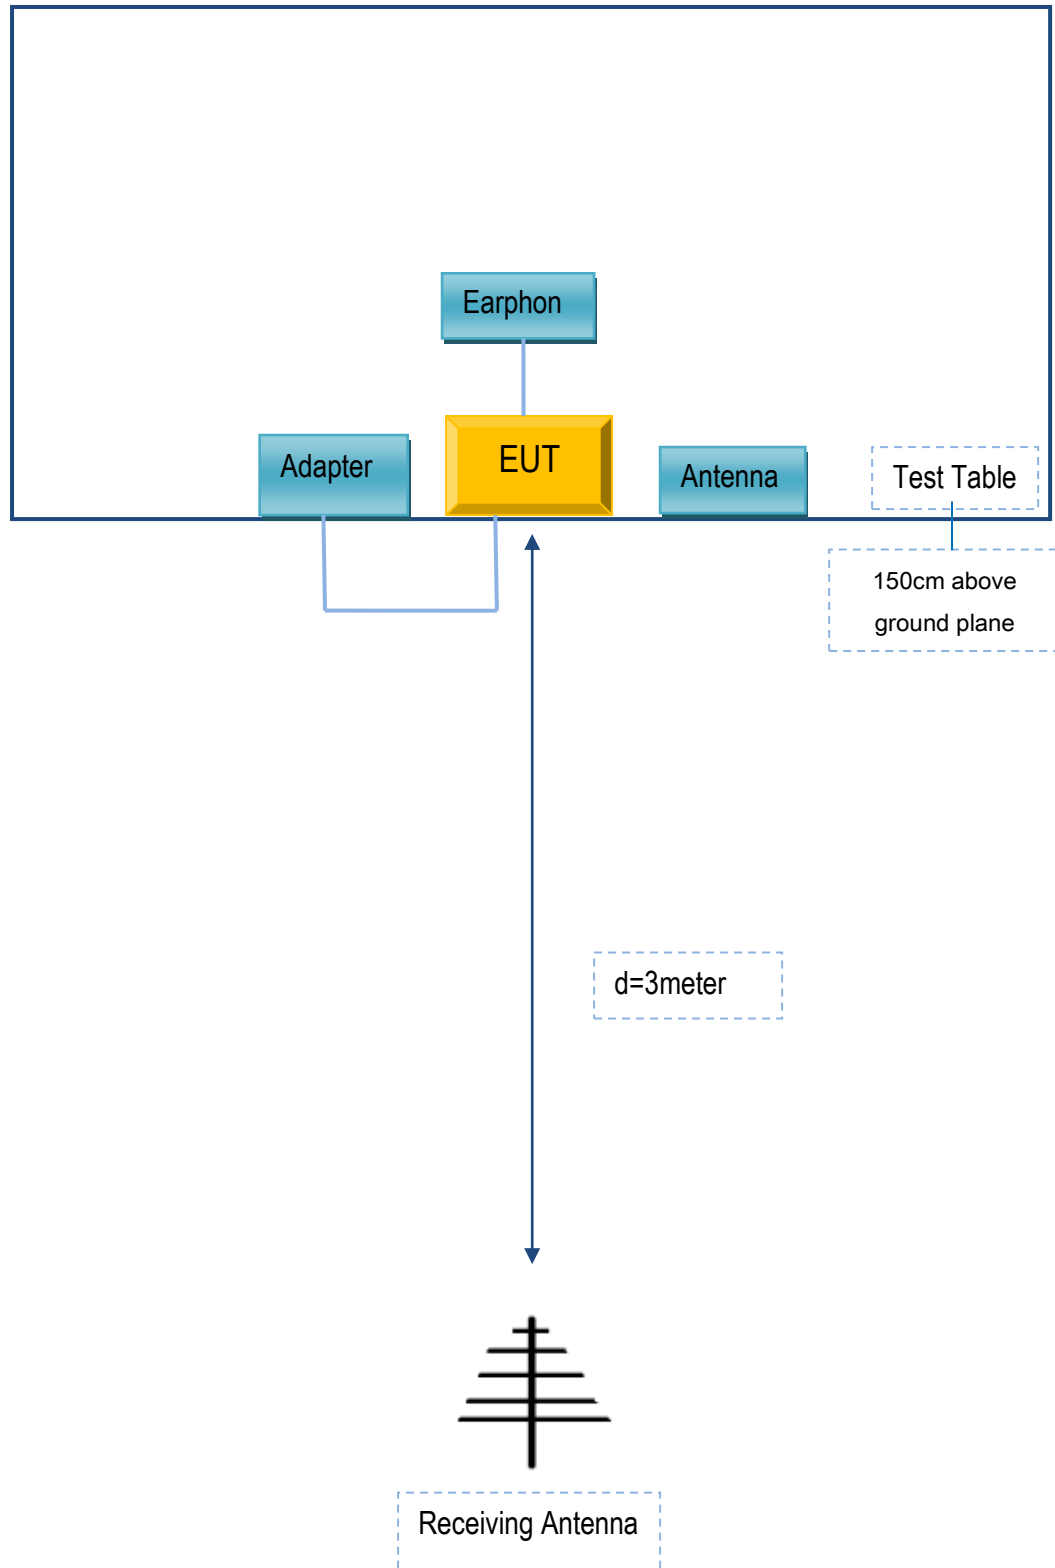 Earphon
Adapter
EUT
Antenna
Test Table
150cm above
ground plane
d=3meter
Receiving Antenna